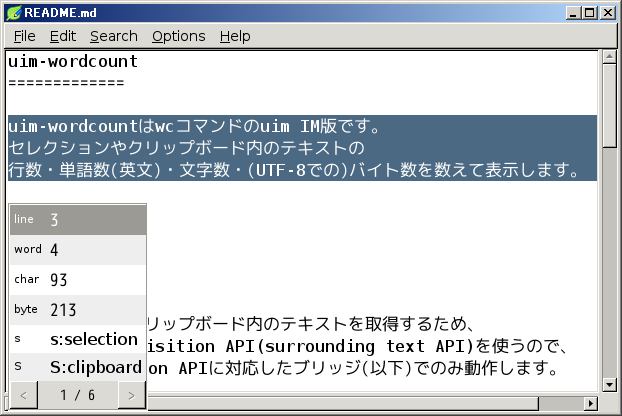 README.md
File Edit Search Options Help
uim-wordcount
=============
uim-wordcountはwcコマンドのuim IM版です。
セレクションやクリップボード内のテキストの
行数・単語数(英文)・文字数・(UTF-8での)バイト数を数えて表示します。
line 3
word 4
char 93
byte 213
リップボード内のテキストを取得するため、
s s:selection
isition API(surrounding text API)を使うので、
S S:clipboard
on APIに対応したブリッジ(以下)でのみ動作します。
< 1 / 6 >